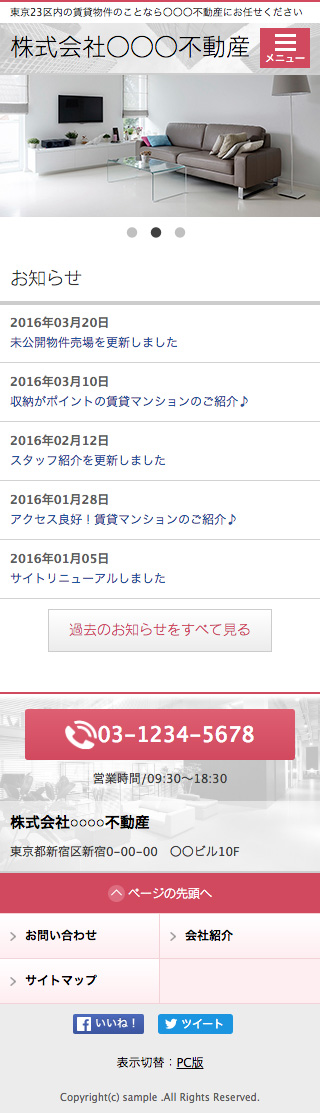 東京23区内の賃貸物件のことなら〇〇〇不動産にお任せください
株式会社〇〇〇不動産
メニュー
お知らせ
2016年03月20日
未公開物件売場を更新しました
2016年03月10日
収納がポイントの賃貸マンションのご紹介♪
2016年02月12日
スタッフ紹介を更新しました
2016年01月28日
アクセス良好！賃貸マンションのご紹介♪
2016年01月05日
サイトリニューアルしました
過去のお知らせをすべて見る
03-1234-5678
営業時間/09:30〜18:30
株式会社○○○○不動産
東京都新宿区新宿0-00-00　〇〇ビル10F
ページの先頭へ
お問い合わせ
会社紹介
サイトマップ
いいね！
ツイート
表示切替：PC版
Copyright(c) sample .All Rights Reserved.